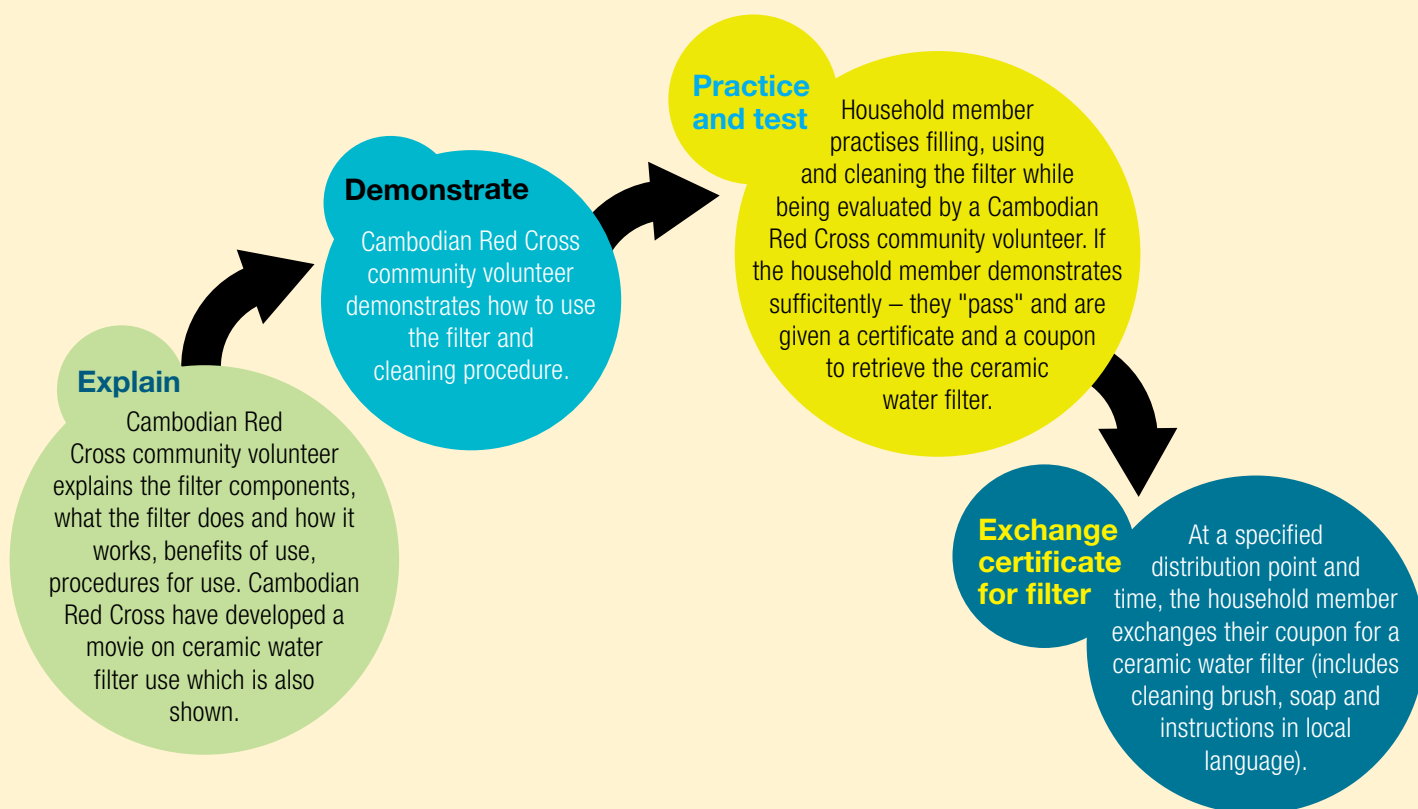 Explain
Cambodian Red
Cross community volunteer
explains the filter components,
what the filter does and how it
works, benefits of use,
procedures for use. Cambodian
Red Cross have developed a
movie on ceramic water
filter use which is also
shown.
Demonstrate
Cambodian Red Cross
community volunteer
demonstrates how to use
the filter and
cleaning procedure.
Practice
and test
Household member
practises filling, using
and cleaning the filter while
being evaluated by a Cambodian
Red Cross community volunteer. If
the household member demonstrates
sufficitently – they "pass" and are
given a certificate and a coupon
to retrieve the ceramic
water filter.
Exchange
certificate
for filter
At a specified
distribution point and
time, the household member
exchanges their coupon for a
ceramic water filter (includes
cleaning brush, soap and
instructions in local
language).